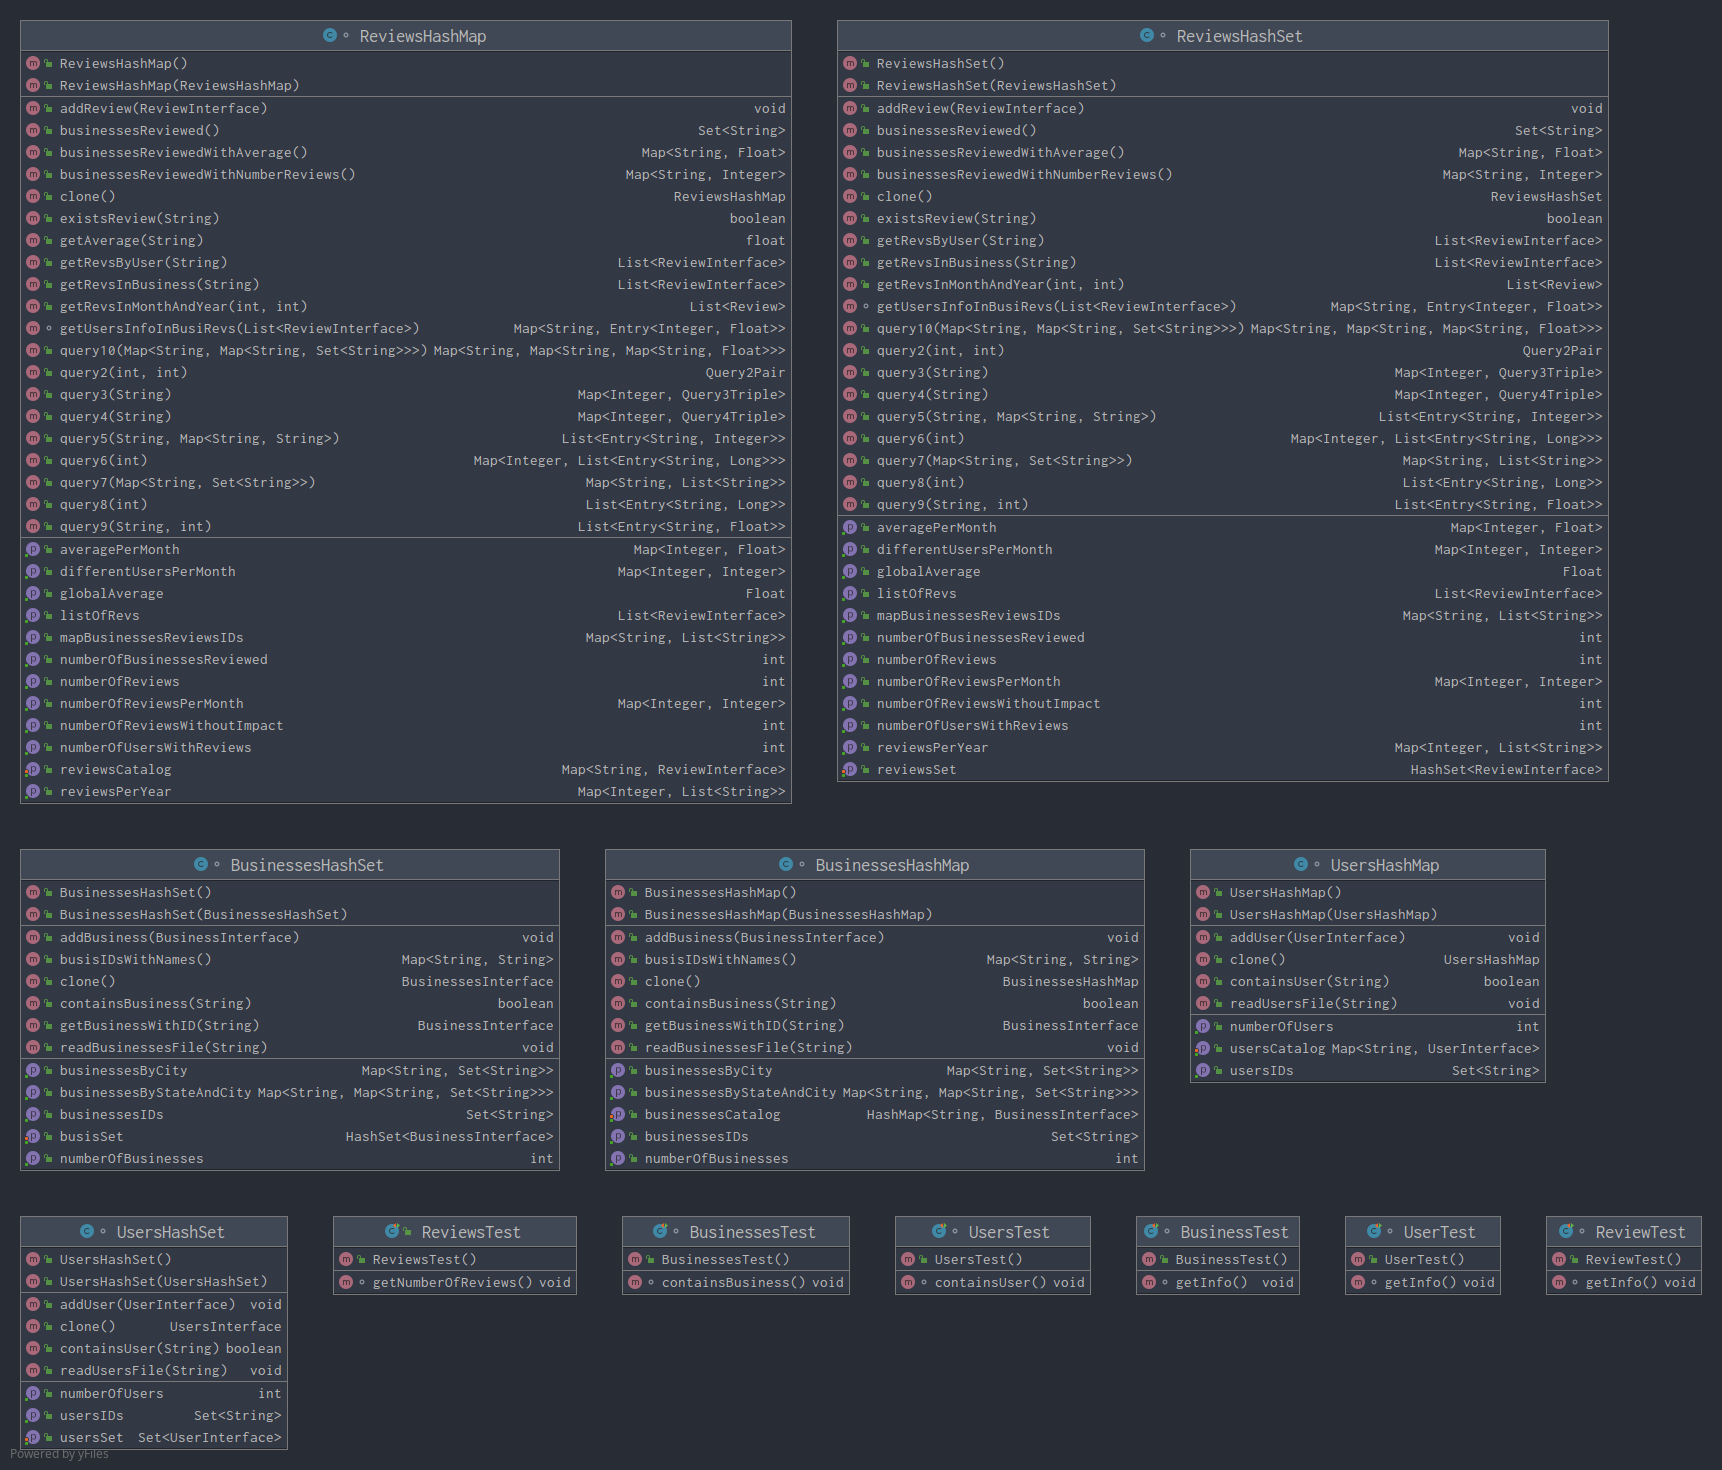 ReviewsHashMap
ReviewsHashMap()
ReviewsHashMap(ReviewsHashMap)
addReview(ReviewInterface) void
businessesReviewed() Set<String>
businessesReviewedWithAverage() Map<String, Float>
businessesReviewedWithNumberReviews() Map<String, Integer>
clone() ReviewsHashMap
existsReview(String) boolean
getAverage(String) float
getRevsByUser(String) List<ReviewInterface>
getRevsInBusiness(String) List<ReviewInterface>
getRevsInMonthAndYear(int, int) List<Review>
getUsersInfoInBusiRevs(List<ReviewInterface>) Map<String, Entry<Integer, Float>>
query10(Map<String, Map<String, Set<String>>>) Map<String, Map<String, Map<String, Float>>>
query2(int, int) Query2Pair
query3(String) Map<Integer, Query3Triple>
query4(String) Map<Integer, Query4Triple>
query5(String, Map<String, String>) List<Entry<String, Integer>>
query6(int) Map<Integer, List<Entry<String, Long>>>
query7(Map<String, Set<String>>) Map<String, List<String>>
query8(int) List<Entry<String, Long>>
query9(String, int) List<Entry<String, Float>>
averagePerMonth Map<Integer, Float>
differentUsersPerMonth Map<Integer, Integer>
globalAverage Float
listOfRevs List<ReviewInterface>
mapBusinessesReviewsIDs Map<String, List<String>>
numberOfBusinessesReviewed int
numberOfReviews int
numberOfReviewsPerMonth Map<Integer, Integer>
numberOfReviewsWithoutImpact int
numberOfUsersWithReviews int
reviewsCatalog Map<String, ReviewInterface>
reviewsPerYear Map<Integer, List<String>>
ReviewsHashSet
ReviewsHashSet()
ReviewsHashSet(ReviewsHashSet)
addReview(ReviewInterface) void
businessesReviewed() Set<String>
businessesReviewedWithAverage() Map<String, Float>
businessesReviewedWithNumberReviews() Map<String, Integer>
clone() ReviewsHashSet
existsReview(String) boolean
getRevsByUser(String) List<ReviewInterface>
getRevsInBusiness(String) List<ReviewInterface>
getRevsInMonthAndYear(int, int) List<Review>
getUsersInfoInBusiRevs(List<ReviewInterface>) Map<String, Entry<Integer, Float>>
query10(Map<String, Map<String, Set<String>>>) Map<String, Map<String, Map<String, Float>>>
query2(int, int) Query2Pair
query3(String) Map<Integer, Query3Triple>
query4(String) Map<Integer, Query4Triple>
query5(String, Map<String, String>) List<Entry<String, Integer>>
query6(int) Map<Integer, List<Entry<String, Long>>>
query7(Map<String, Set<String>>) Map<String, List<String>>
query8(int) List<Entry<String, Long>>
query9(String, int) List<Entry<String, Float>>
averagePerMonth Map<Integer, Float>
differentUsersPerMonth Map<Integer, Integer>
globalAverage Float
listOfRevs List<ReviewInterface>
mapBusinessesReviewsIDs Map<String, List<String>>
numberOfBusinessesReviewed int
numberOfReviews int
numberOfReviewsPerMonth Map<Integer, Integer>
numberOfReviewsWithoutImpact int
numberOfUsersWithReviews int
reviewsPerYear Map<Integer, List<String>>
reviewsSet HashSet<ReviewInterface>
BusinessesHashSet
BusinessesHashSet()
BusinessesHashSet(BusinessesHashSet)
addBusiness(BusinessInterface) void
busisIDsWithNames() Map<String, String>
clone() BusinessesInterface
containsBusiness(String) boolean
getBusinessWithID(String) BusinessInterface
readBusinessesFile(String) void
businessesByCity Map<String, Set<String>>
businessesByStateAndCity Map<String, Map<String, Set<String>>>
businessesIDs Set<String>
busisSet HashSet<BusinessInterface>
numberOfBusinesses int
BusinessesHashMap
BusinessesHashMap()
BusinessesHashMap(BusinessesHashMap)
addBusiness(BusinessInterface) void
busisIDsWithNames() Map<String, String>
clone() BusinessesHashMap
containsBusiness(String) boolean
getBusinessWithID(String) BusinessInterface
readBusinessesFile(String) void
businessesByCity Map<String, Set<String>>
businessesByStateAndCity Map<String, Map<String, Set<String>>>
businessesCatalog HashMap<String, BusinessInterface>
businessesIDs Set<String>
numberOfBusinesses int
UsersHashMap
UsersHashMap()
UsersHashMap(UsersHashMap)
addUser(UserInterface) void
clone() UsersHashMap
containsUser(String) boolean
readUsersFile(String) void
numberOfUsers int
usersCatalog Map<String, UserInterface>
usersIDs Set<String>
UsersHashSet
UsersHashSet()
UsersHashSet(UsersHashSet)
addUser(UserInterface) void
clone() UsersInterface
containsUser(String) boolean
readUsersFile(String) void
numberOfUsers int
usersIDs Set<String>
usersSet Set<UserInterface>
ReviewsTest
ReviewsTest()
getNumberOfReviews() void
BusinessesTest
BusinessesTest()
containsBusiness() void
UsersTest
UsersTest()
containsUser() void
BusinessTest
BusinessTest()
getInfo() void
UserTest
UserTest()
getInfo() void
ReviewTest
ReviewTest()
getInfo() void
Powered by yFiles